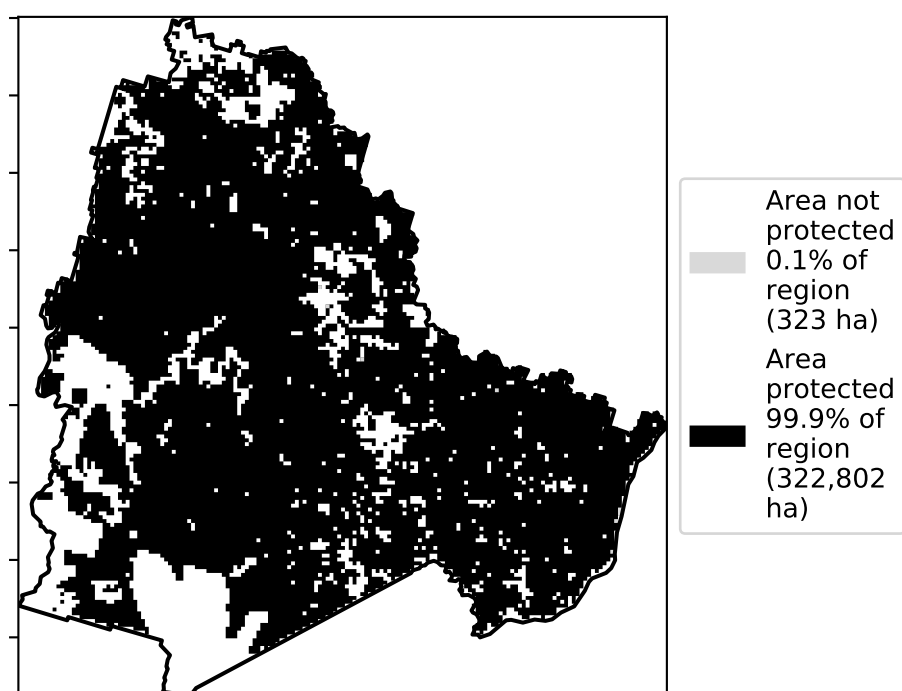 Area not
protected
0.1% of
region
(323 ha)
Area
protected
99.9% of
region
(322,802
ha)